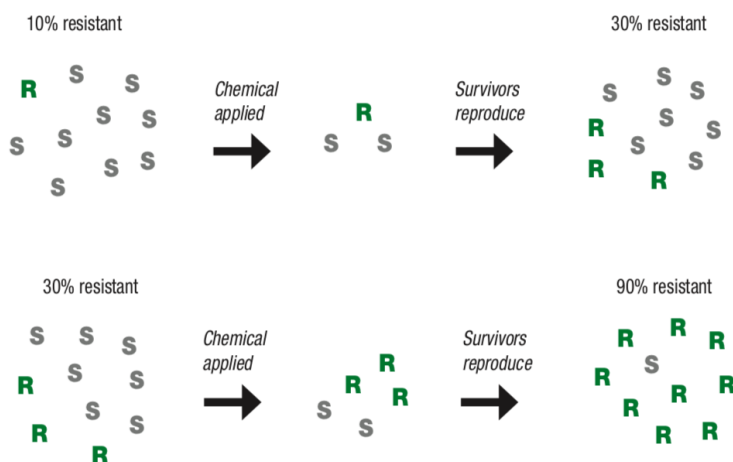 10% resistant
S S
R
S S
S S
S S
S
Chemical
applied
R
S S
Survivors
reproduce
30% resistant
S S S
S
R S
S S
R
R
30% resistant
S S S
S S
R
S S
R
R
Chemical
applied
R
R R
S
S
Survivors
reproduce
90% resistant
R
R R
S
R R
R
R
R R